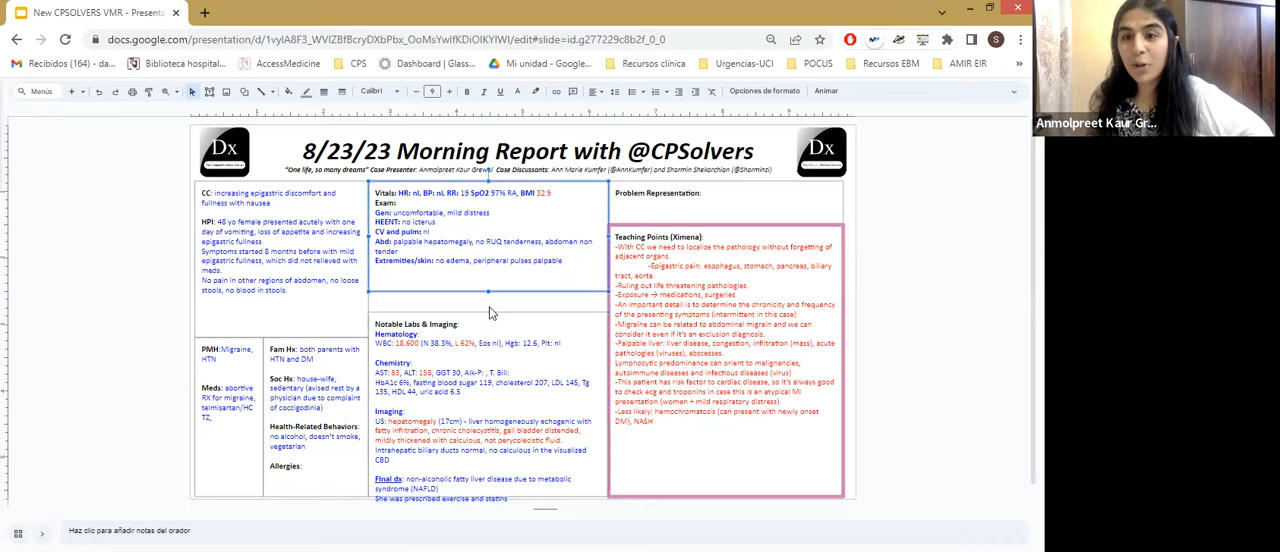 New CPSOLVERS VMR - Presenta
docs.google.com/presentation/d/1vylA8F3_WVIZBfBcryDXbPbx_OoMsYwIfKDiOIKYIWI/edit#slide=id.g277229c8b2f_0_0
Recibidos (164) - da...
Biblioteca hospital...
AccessMedicine
CPS
Dashboard | Glass...
Mi unidad - Google...
Recursos clínica
Urgencias-UCI
POCUS
Recursos EBM
AMIR EIR
Menús
Calibri
9
Opciones de formato
Animar
Anmolpreet Kaur Gr...
Dx
8/23/23 Morning Report with @CPSolvers
Dx
"One life, so many dreams" Case Presenter: Anmolpreet Kaur Grewal Case Discussants: Ann Marie Kumfer (@AnnKumfer) and Sharmin Shekarchian (@Sharminzi)
CC: increasing epigastric discomfort and
fullness with nausea
HPI: 48 yo female presented acutely with one
day of vomiting, loss of appetite and increasing
epigastric fullness
Symptoms started 8 months before with mild
epigastric fullness, which did not relieved with
meds.
No pain in other regions of abdomen, no loose
stools, no blood in stools.
PMH:Migraine,
HTN
Meds: abortive
RX for migraine,
telmisartan/HC
TZ,
Fam Hx: both parents with
HTN and DM
Soc Hx: house-wife,
sedentary (avised rest by a
physician due to complaint
of coccigodinia)
Health-Related Behaviors:
no alcohol, doesn't smoke,
vegetarian
Allergies:
Vitals: HR: nl, BP: nl, RR: 19 SpO2 97% RA, BMI 32.9
Exam:
Gen: uncomfortable, mild distress
HEENT: no icterus
CV and pulm: nl
Abd: palpable hepatomegaly, no RUQ tenderness, abdomen non
tender
Extremities/skin: no edema, peripheral pulses palpable
Notable Labs & Imaging:
Hematology:
WBC: 18.600 (N 38.3%, L 62%, Eos nl), Hgb: 12.6, Plt: nl
Chemistry:
AST: 83, ALT: 158, GGT 30, Alk-P: , T. Bili:
HbA1c 6%, fasting blood sugar 119, cholesterol 207, LDL 145, Tg
135, HDL 44, uric acid 6.5
Imaging:
US: hepatomegaly (17cm) - liver homogeneously echogenic with
fatty infiltration, chronic cholecystitis, gall bladder distended,
mildly thickened with calculous, not perycolecistic fluid.
Intrahepatic biliary ducts normal, no calculous in the visualized
CBD
FInal dx: non-alcoholic fatty liver disease due to metabolic
syndrome (NAFLD)
She was prescribed exercise and statins
Problem Representation:
Teaching Points (Ximena):
-With CC we need to localize the pathology without forgetting of
adjacent organs.
-Epigastric pain: esophagus, stomach, pancreas, biliary
tract, aorta.
-Ruling out life threatening pathologies.
-Exposure → medications, surgeries
-An important detail is to determine the chronicity and frequency
of the presenting symptoms (intermittent in this case)
-Migraine can be related to abdominal migrain and we can
consider it even if it's an exclusion diagnosis.
-Palpable liver: liver disease, congestion, infiltration (mass), acute
pathologies (viruses), abscesses.
Lymphocytic predominance can orient to malignancies,
autoimmune diseases and infectious diseases (virus)
-This patient has risk factor to cardiac disease, so it's always good
to check ecg and troponins in case this is an atypical MI
presentation (women + mild respiratory distress).
-Less likely: hemochromatosis (can present with newly onset
DM), NASH
Haz clic para añadir notas del orador